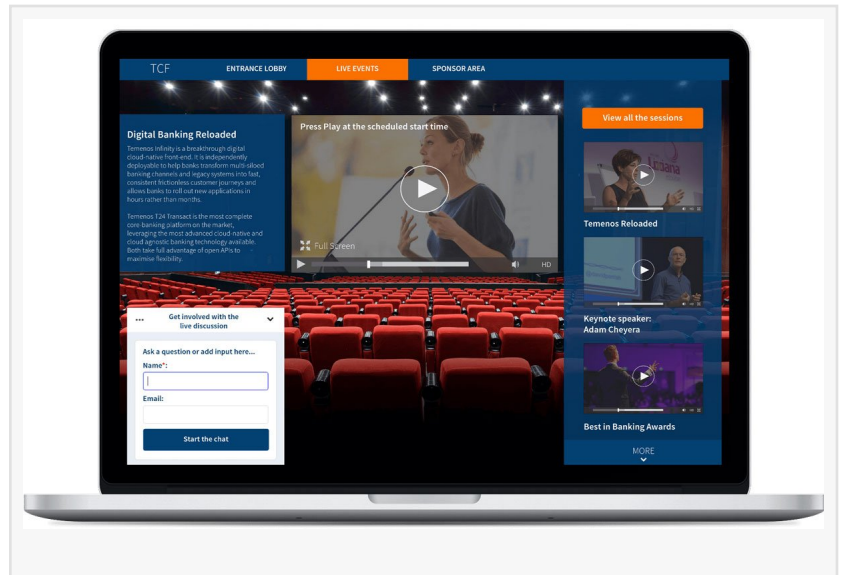 TCF
ENTRANCE LOBBY
LIVE EVENTS
SPONSOR AREA
Digital Banking Reloaded
Temenos Infinity is a breakthrough digital
cloud-native front-end. It is independently
deployable to help banks transform multi-siloed
banking channels and legacy systems into fast,
consistent frictionless customer journeys and
allows banks to roll out new applications in
hours rather than months.
Temenos T24 Transact is the most complete
core-banking platform on the market,
leveraging the most advanced cloud-native and
cloud agnostic banking technology available.
Both take full advantage of open APIs to
maximise flexibility.
Press Play at the scheduled start time
Full Screen
HD
View all the sessions
Temenos Reloaded
Keynote speaker:
Adam Cheyera
Best in Banking Awards
MORE
Get involved with the
live discussion
Ask a question or add input here...
Name*:
Email:
Start the chat